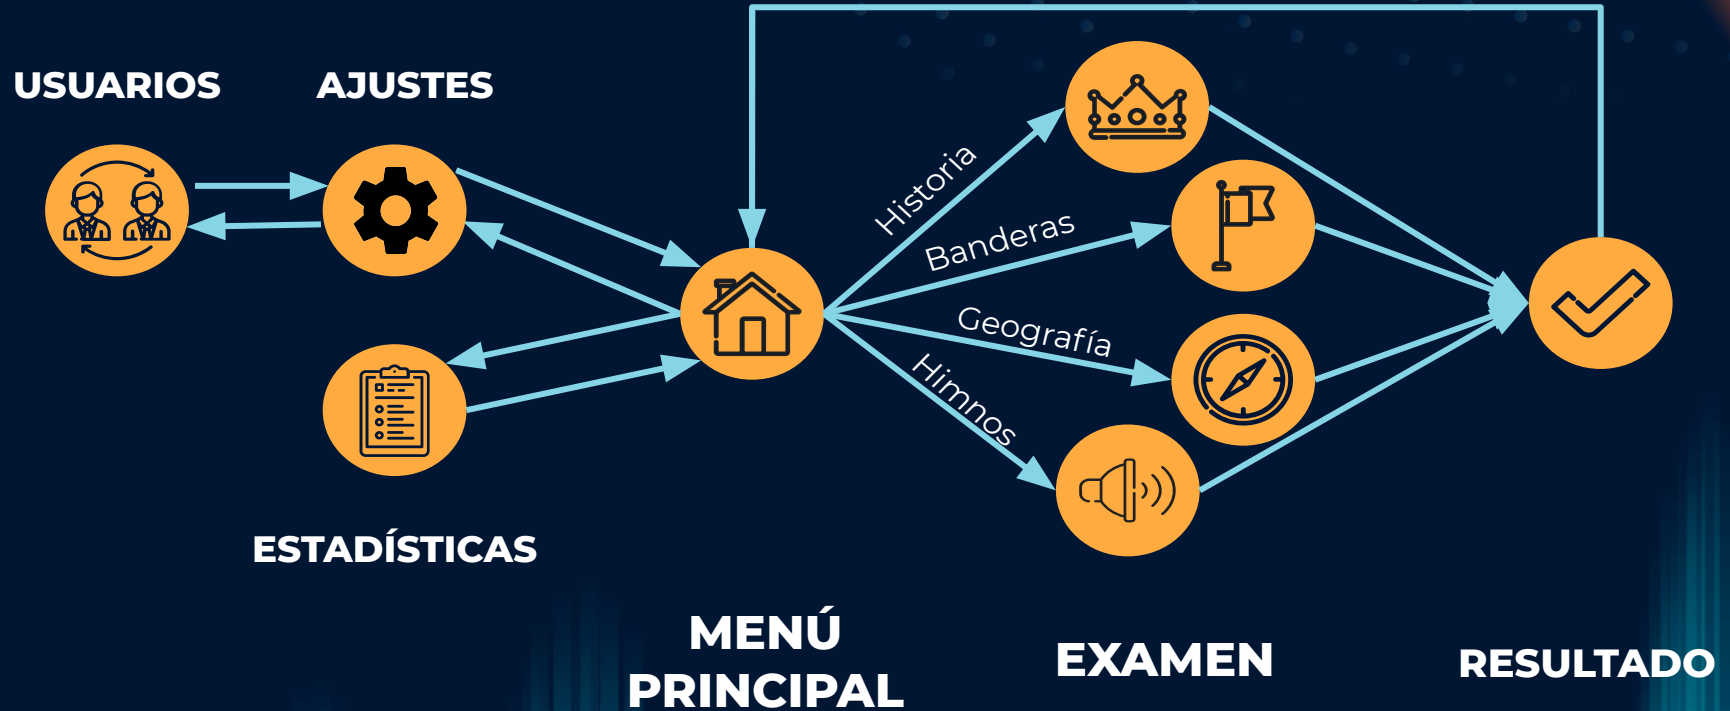 USUARIOS
AJUSTES
Historia
Banderas
Geografía
Himnos
ESTADÍSTICAS
MENÚ
PRINCIPAL
EXAMEN
RESULTADO